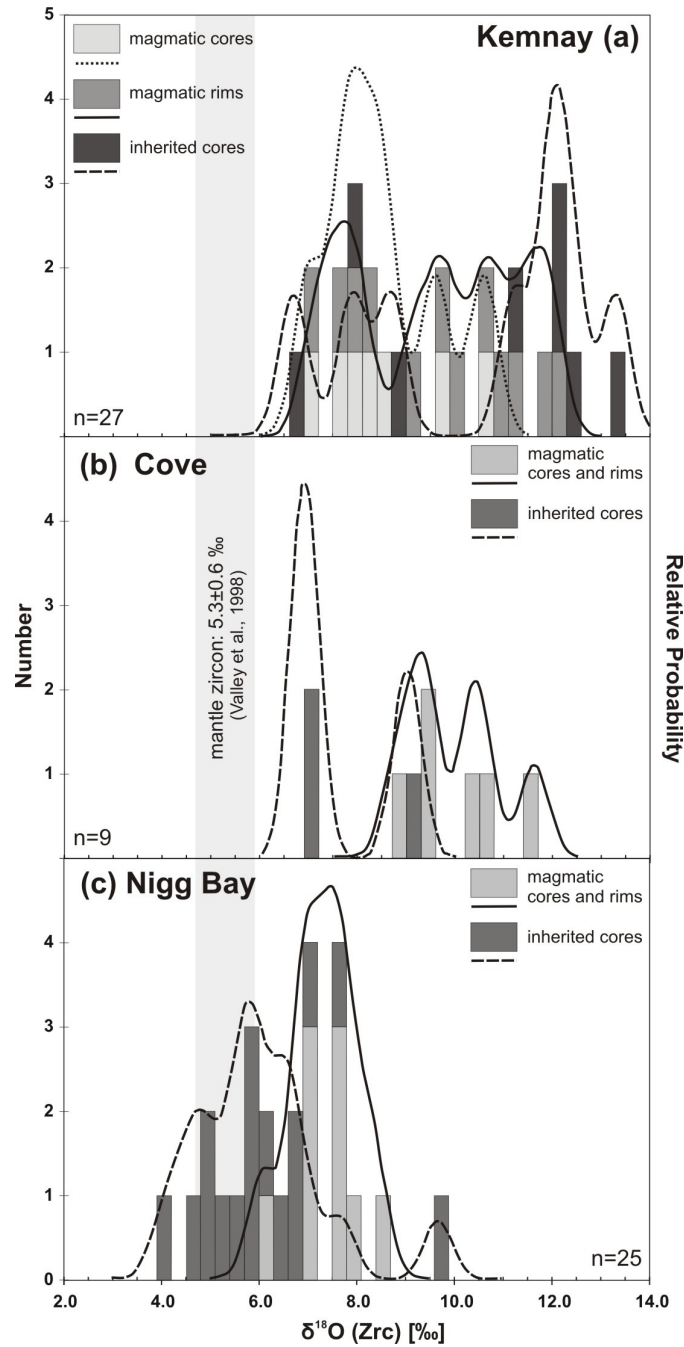 5
4
3
2
1
magmatic cores
magmatic rims
inherited cores
Kemnay (a)
n=27
(b) Cove
4
3
2
1
0
magmatic
cores and rims
inherited cores
mantle zircon: 5.3±0.6 ‰
(Valley et al., 1998)
Number
Relative Probability
n=9
(c) Nigg Bay
4
3
2
1
0
magmatic
cores and rims
inherited cores
n=25
2.0 4.0 6.0 8.0 10.0 12.0 14.0
δ¹⁸O (Zrc) [‰]